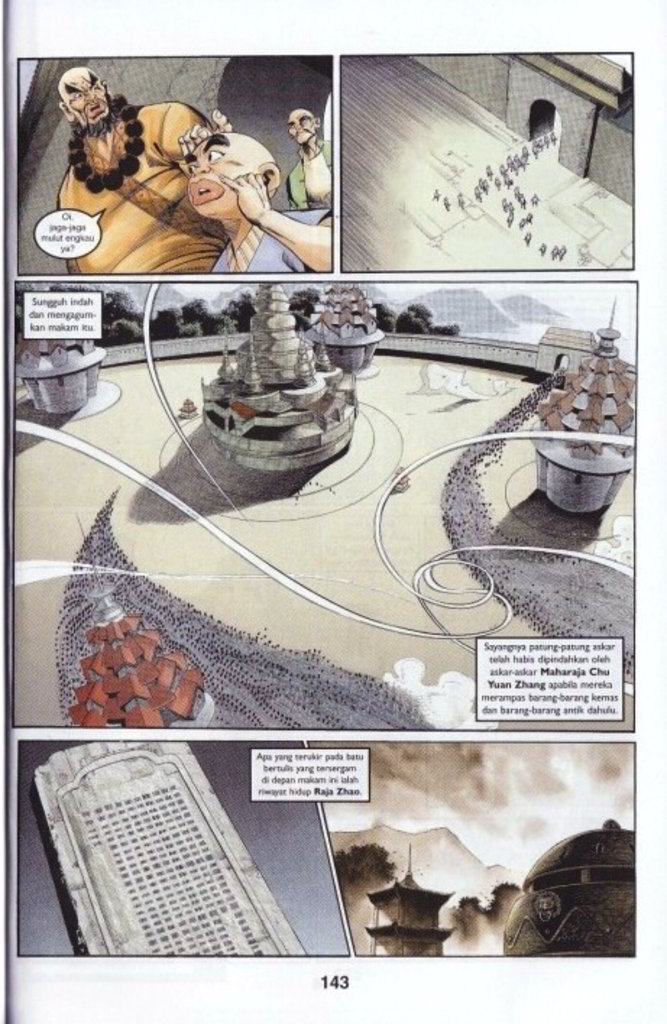 Oi,
jaga-jaga
mulut engkau
ya?
Sungguh indah
dan mengagum-
kan makam itu.
Sayangnya patung-patung askar
telah habis dipindahkan oleh
askar-askar Maharaja Chu
Yuan Zhang apabila mereka
merampas barang-barang kemas
dan barang-barang antik dahulu.
Apa yang terukir pada batu
bertulis yang tersergam
di depan makam ini ialah
riwayat hidup Raja Zhao.
143